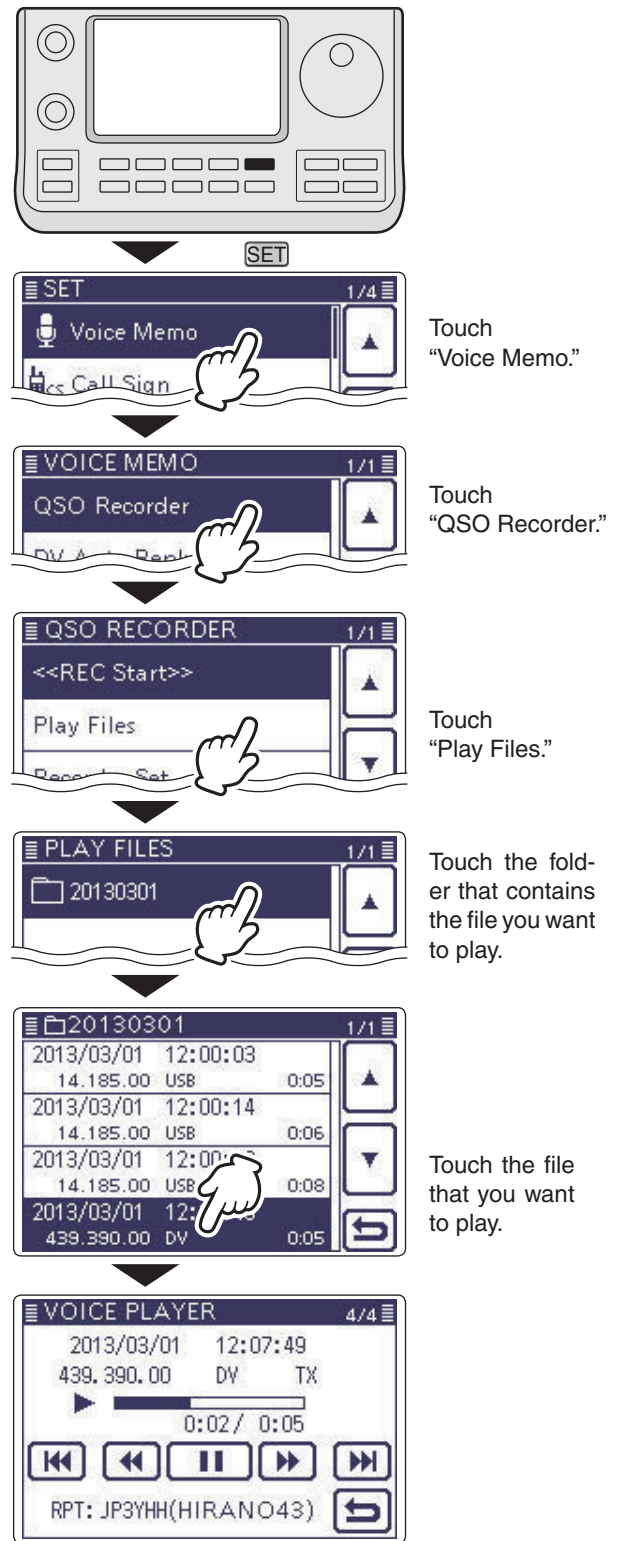 SET
SET 1/4
Voice Memo
CS Call Sign
Touch
“Voice Memo.”
VOICE MEMO 1/1
QSO Recorder
DV
Touch
“QSO Recorder.”
QSO RECORDER 1/1
<<REC Start>>
Play Files
Touch
“Play Files.”
PLAY FILES 1/1
20130301
Touch the fold-
er that contains
the file you want
to play.
20130301 1/1
2013/03/01 12:00:03
14.185.00 USB 0:05
2013/03/01 12:00:14
14.185.00 USB 0:06
2013/03/01
14.185.00 USB 0:08
2013/03/01
439.390.00 DV 0:05
Touch the file
that you want
to play.
VOICE PLAYER 4/4
2013/03/01 12:07:49
439.390.00 DV TX
0:02 / 0:05
RPT: JP3YHH(HIRANO43)